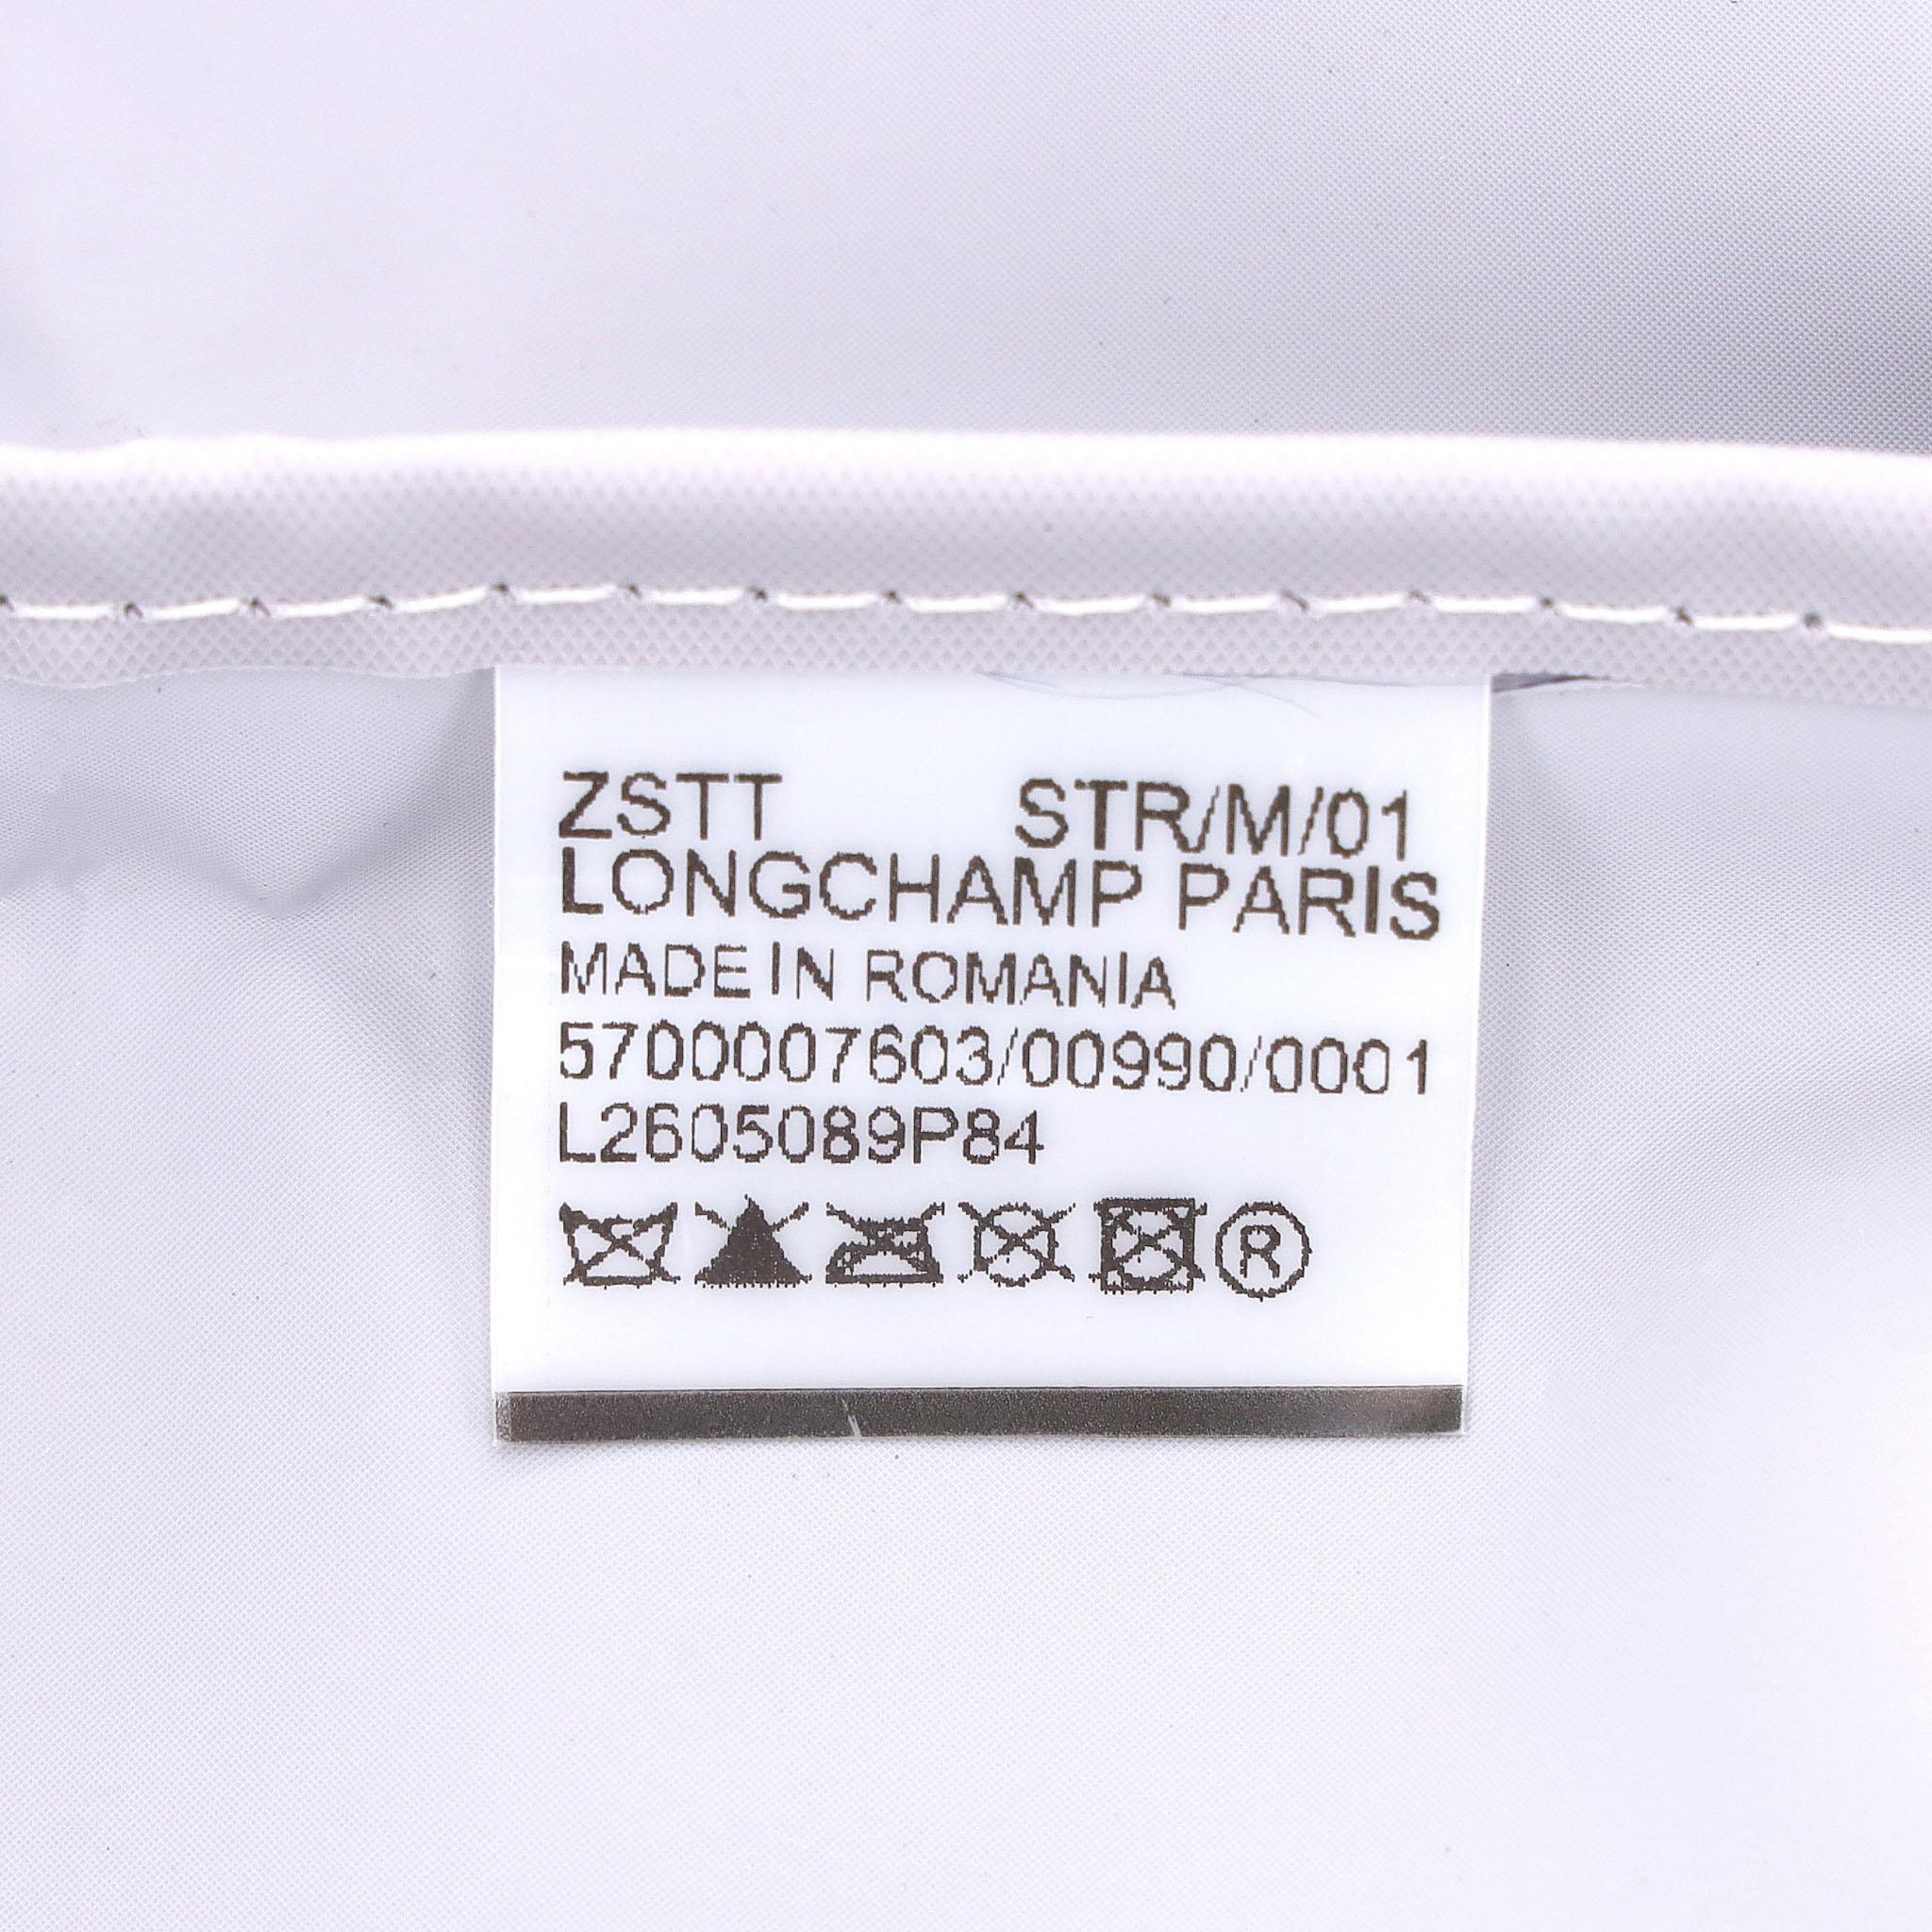 ZSTT STR/M/01
LONGCHAMP PARIS
MADE IN ROMANIA
5700007603/00990/0001
L2605089P84
®